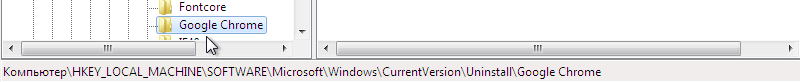 Fontcore
Google Chrome
Компьютер\HKEY_LOCAL_MACHINE\SOFTWARE\Microsoft\Windows\CurrentVersion\Uninstall\Google Chrome